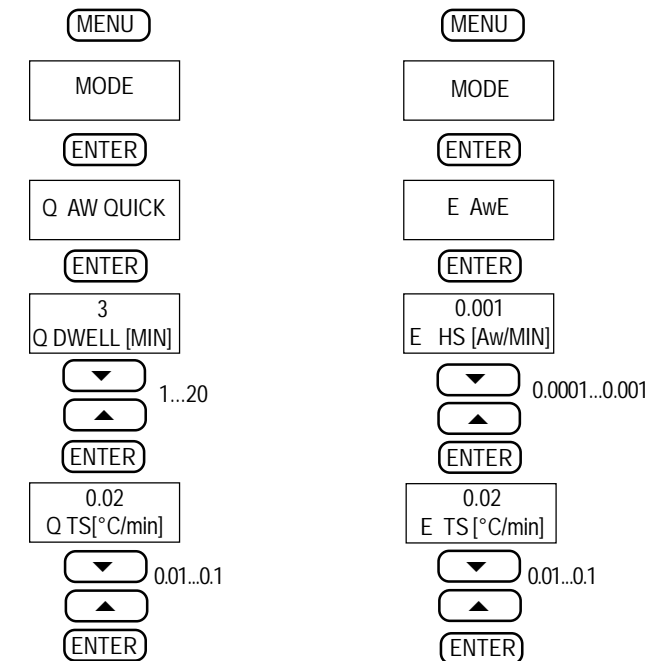 MENU
MODE
ENTER
Q AW QUICK
ENTER
3
Q DWELL [MIN]
1...20
ENTER
0.02
Q TS[°C/min]
0.01...0.1
ENTER
MENU
MODE
ENTER
E AwE
ENTER
0.001
E HS [Aw/MIN]
0.0001...0.001
ENTER
0.02
E TS [°C/min]
0.01...0.1
ENTER